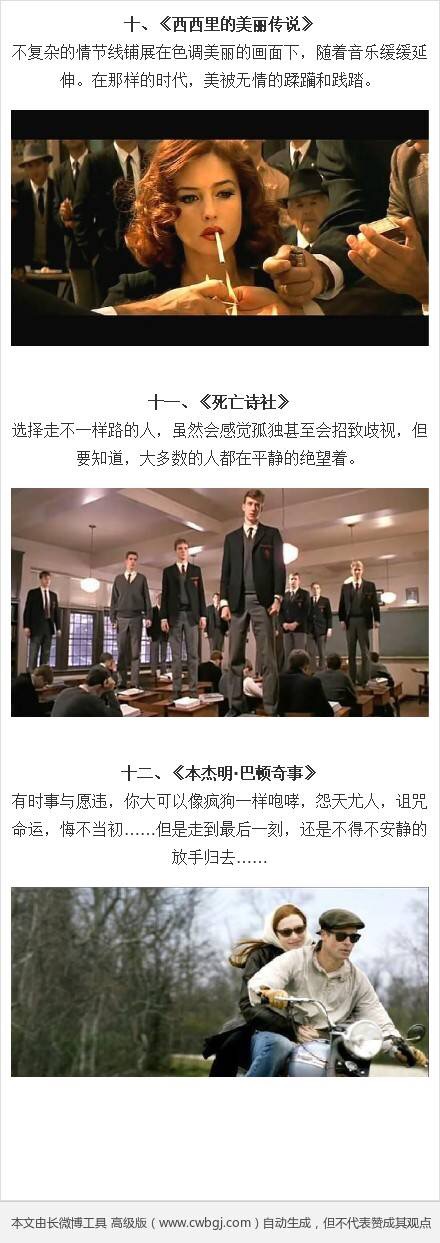 十、《西西里的美丽传说》
不复杂的情节线铺展在色调美丽的画面下，随着音乐缓缓延
伸。在那样的时代，美被无情的蹂躏和践踏。
十一、《死亡诗社》
选择走不一样路的人，虽然会感觉孤独甚至会招致歧视，但
要知道，大多数的人都在平静的绝望着。
十二、《本杰明·巴顿奇事》
有时事与愿违，你大可以像疯狗一样咆哮，怨天尤人，诅咒
命运，悔不当初……但是走到最后一刻，还是不得不安静的
放手归去……
本文由长微博工具 高级版（www.cwbgj.com）自动生成，但不代表赞成其观点